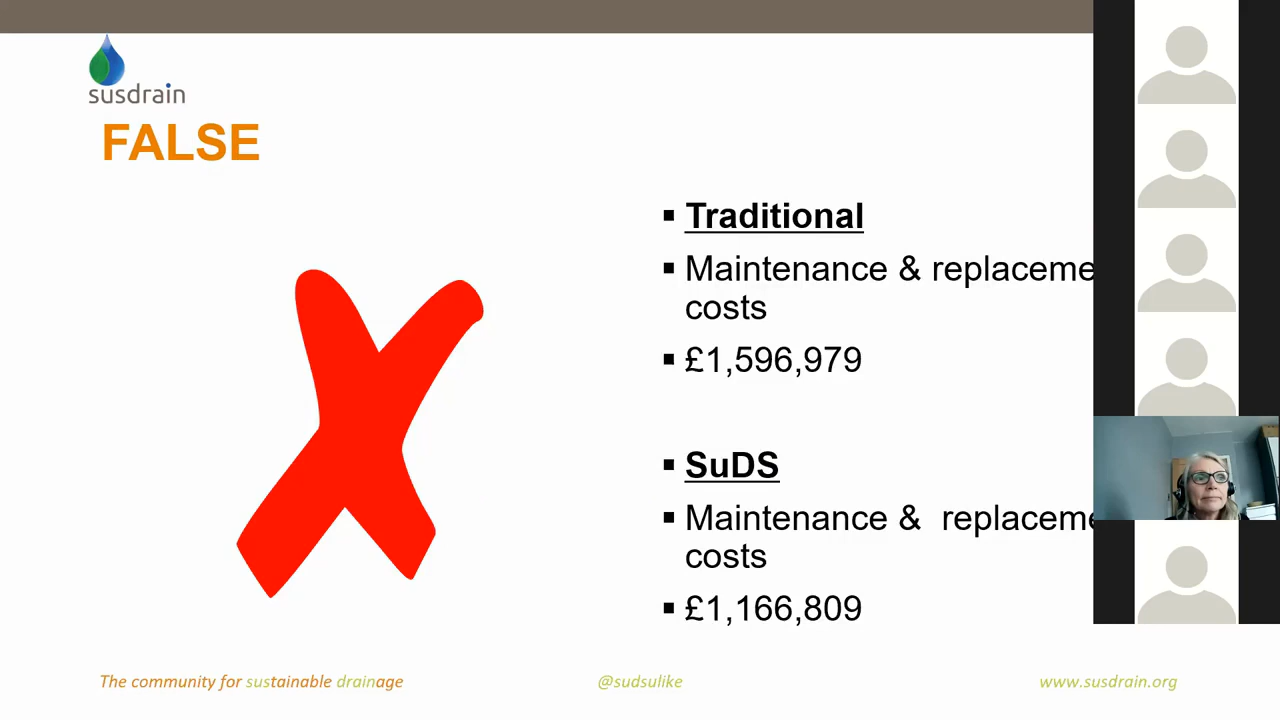 susdrain
FALSE
▪ Traditional
▪ Maintenance & replaceme
costs
▪ £1,596,979
▪ SuDS
▪ Maintenance & replaceme
costs
▪ £1,166,809
The community for sustainable drainage
@sudsulike
www.susdrain.org